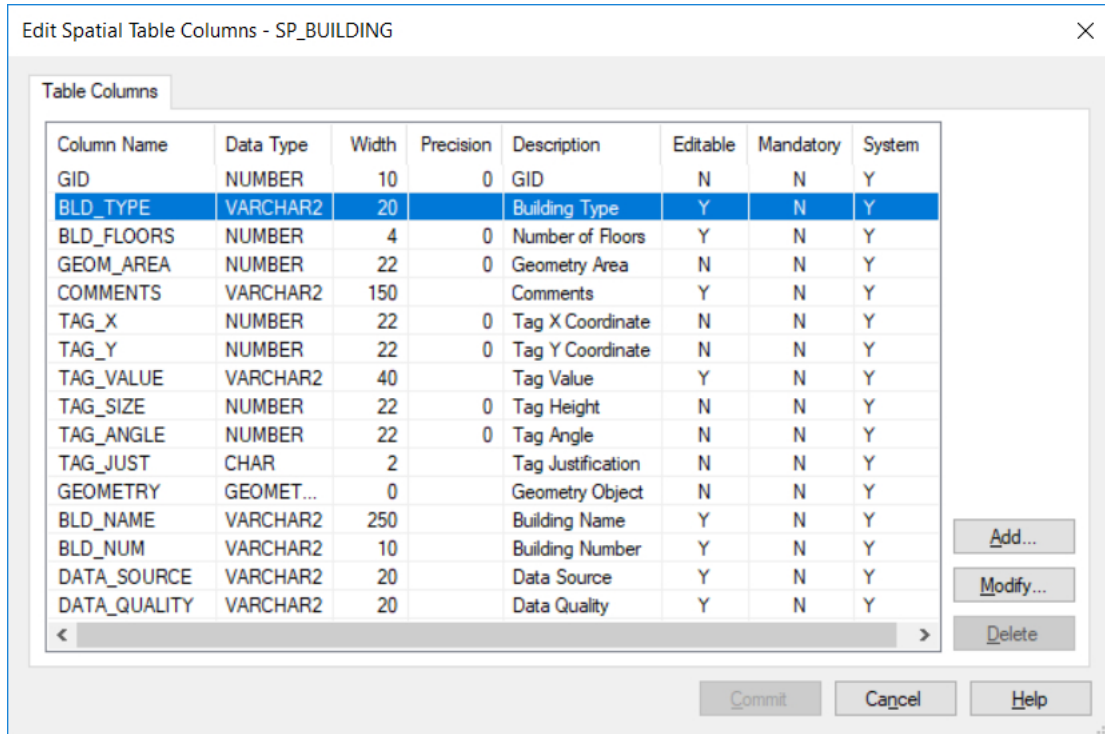 Edit Spatial Table Columns - SP_BUILDING
Table Columns
Column Name Data Type Width Precision Description Editable Mandatory System
GID NUMBER 10 0 GID N N Y
BLD_TYPE VARCHAR2 20 Building Type Y N Y
BLD_FLOORS NUMBER 4 0 Number of Floors Y N Y
GEOM_AREA NUMBER 22 0 Geometry Area N N Y
COMMENTS VARCHAR2 150 Comments Y N Y
TAG_X NUMBER 22 0 Tag X Coordinate N N Y
TAG_Y NUMBER 22 0 Tag Y Coordinate N N Y
TAG_VALUE VARCHAR2 40 Tag Value Y N Y
TAG_SIZE NUMBER 22 0 Tag Height N N Y
TAG_ANGLE NUMBER 22 0 Tag Angle N N Y
TAG_JUST CHAR 2 Tag Justification N N Y
GEOMETRY GEOMET... 0 Geometry Object N N Y
BLD_NAME VARCHAR2 250 Building Name Y N Y
BLD_NUM VARCHAR2 10 Building Number Y N Y
DATA_SOURCE VARCHAR2 20 Data Source Y N Y
DATA_QUALITY VARCHAR2 20 Data Quality Y N Y
Add...
Modify...
Delete
Commit Cancel Help